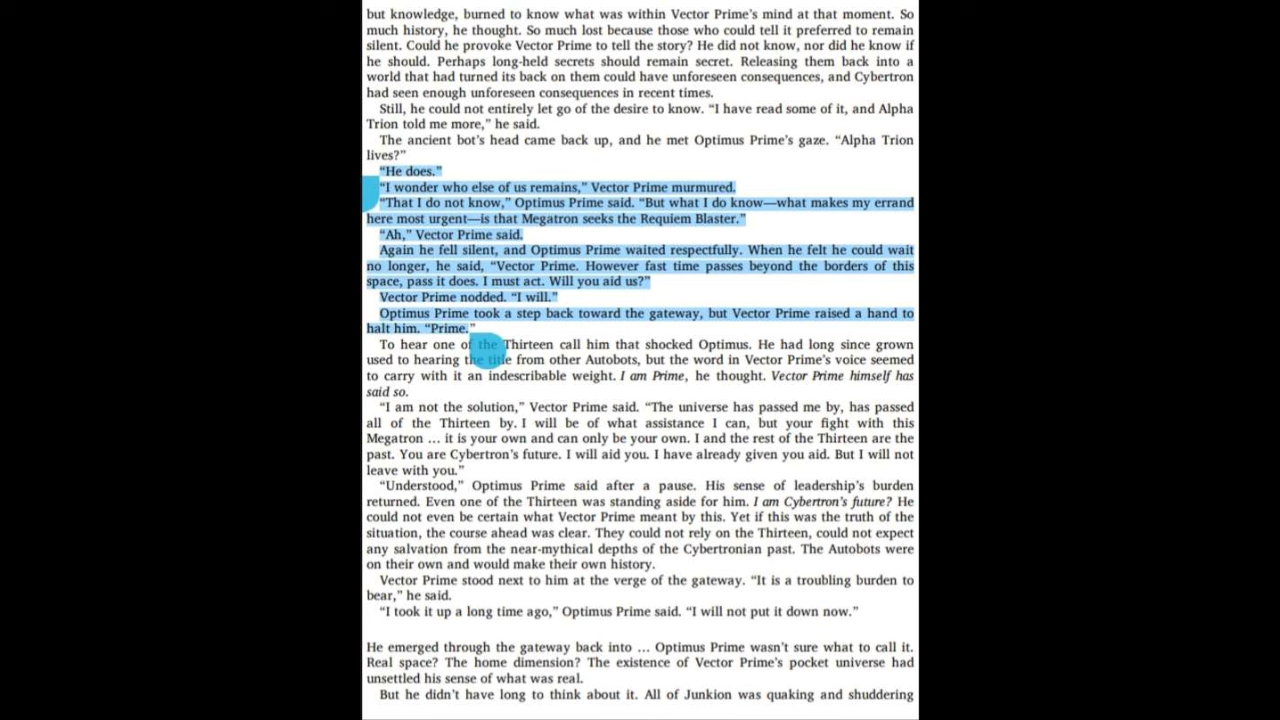 but knowledge, burned to know what was within Vector Prime's mind at that moment. So
much history, he thought. So much lost because those who could tell it preferred to remain
silent. Could he provoke Vector Prime to tell the story? He did not know, nor did he know if
he should. Perhaps long-held secrets should remain secret. Releasing them back into a
world that had turned its back on them could have unforeseen consequences, and Cybertron
had seen enough unforeseen consequences in recent times.
Still, he could not entirely let go of the desire to know. “I have read some of it, and Alpha
Trion told me more,” he said.
The ancient bot's head came back up, and he met Optimus Prime's gaze. “Alpha Trion
lives?”
“He does.”
“I wonder who else of us remains,” Vector Prime murmured.
“That I do not know,” Optimus Prime said. “But what I do know—what makes my errand
here most urgent—is that Megatron seeks the Requiem Blaster.”
“Ah,” Vector Prime said.
Again he fell silent, and Optimus Prime waited respectfully. When he felt he could wait
no longer, he said, “Vector Prime. However fast time passes beyond the borders of this
space, pass it does. I must act. Will you aid us?”
Vector Prime nodded. “I will.”
Optimus Prime took a step back toward the gateway, but Vector Prime raised a hand to
halt him. “Prime.”
To hear one of the Thirteen call him that shocked Optimus. He had long since grown
used to hearing the title from other Autobots, but the word in Vector Prime's voice seemed
to carry with it an indescribable weight. I am Prime, he thought. Vector Prime himself has
said so.
“I am not the solution,” Vector Prime said. “The universe has passed me by, has passed
all of the Thirteen by. I will be of what assistance I can, but your fight with this
Megatron ... it is your own and can only be your own. I and the rest of the Thirteen are the
past. You are Cybertron's future. I will aid you. I have already given you aid. But I will not
leave with you.”
“Understood,” Optimus Prime said after a pause. His sense of leadership's burden
returned. Even one of the Thirteen was standing aside for him. I am Cybertron's future? He
could not even be certain what Vector Prime meant by this. Yet if this was the truth of the
situation, the course ahead was clear. They could not rely on the Thirteen, could not expect
any salvation from the near-mythical depths of the Cybertronian past. The Autobots were
on their own and would make their own history.
Vector Prime stood next to him at the verge of the gateway. “It is a troubling burden to
bear,” he said.
“I took it up a long time ago,” Optimus Prime said. “I will not put it down now.”
He emerged through the gateway back into ... Optimus Prime wasn't sure what to call it.
Real space? The home dimension? The existence of Vector Prime's pocket universe had
unsettled his sense of what was real.
But he didn't have long to think about it. All of Junkion was quaking and shuddering